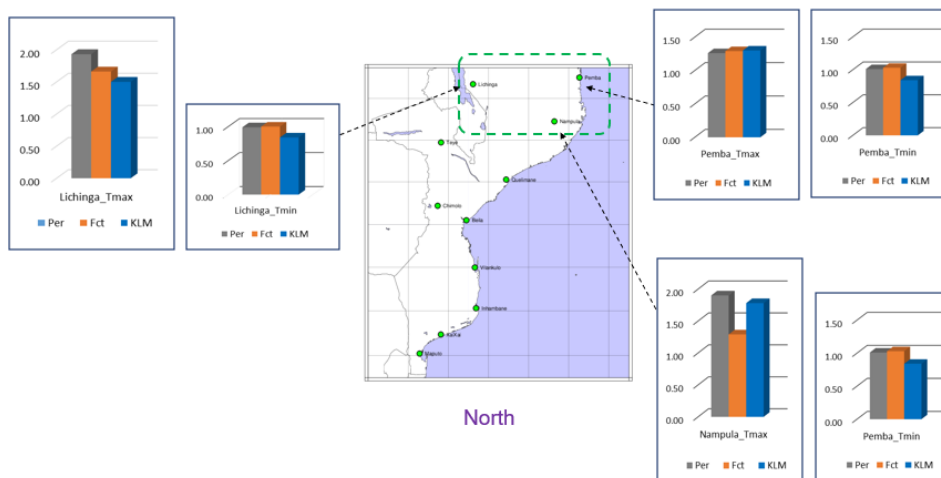 2.00
1.50
1.00
0.50
0.00
Lichinga_Tmax
Per Fct KLM
1.00
0.50
0.00
Lichinga_Tmin
Per Fct KLM
Lichinga
Pemba
Nampula
Tete
Chimoio
Beira
Inhambane
Maputo
North
1.50
1.00
0.50
0.00
Pemba_Tmax
Per Fct KLM
1.50
1.00
0.50
0.00
Pemba_Tmin
Per Fct KLM
2.00
1.50
1.00
0.50
0.00
Nampula_Tmax
Per Fct KLM
1.50
1.00
0.50
0.00
Pemba_Tmin
Per Fct KLM